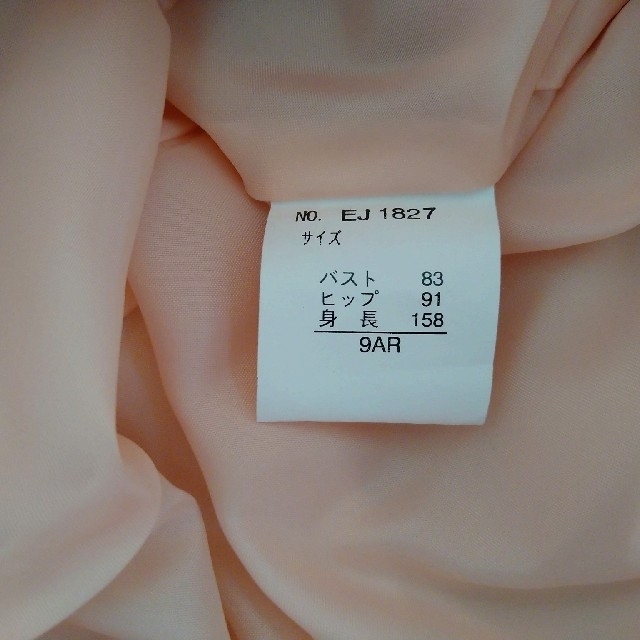 NO. EJ 1827
サイズ
バスト 83
ヒップ 91
身長 158
9AR